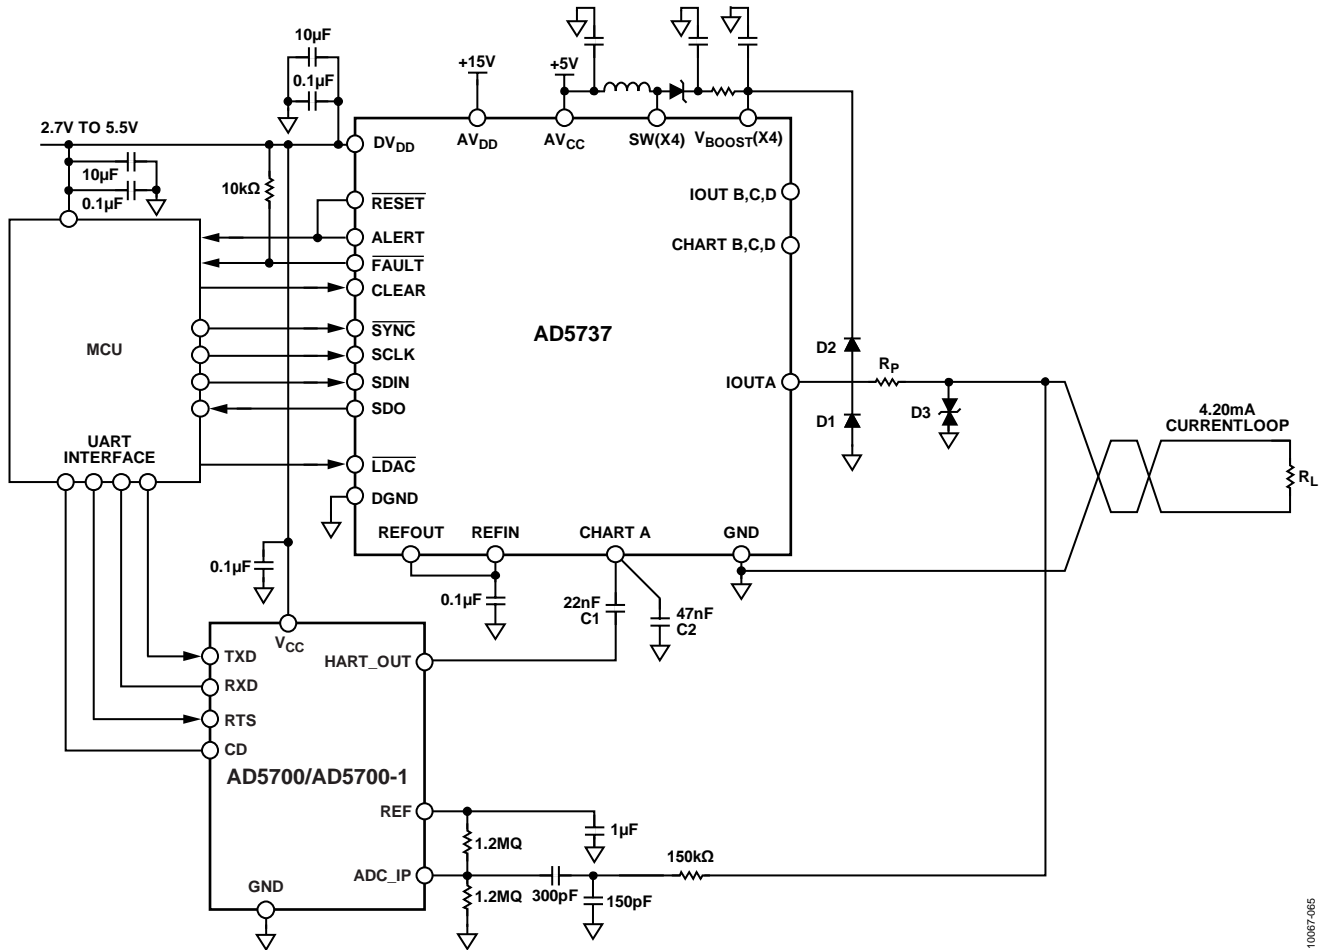 10µF
0.1µF
+15V
+5V
2.7V TO 5.5V
10µF
0.1µF
10kΩ
DVDD
AVDD
AVCC
SW(X4)
VBOOST(X4)
RESET
ALERT
FAULT
CLEAR
SYNC
SCLK
SDIN
SDO
LDAC
DGND
IOUT B,C,D
CHART B,C,D
AD5737
IOUTA
MCU
UART
INTERFACE
D2
RP
D1
D3
4.20mA
CURRENTLOOP
RL
REFOUT
REFIN
CHART A
GND
0.1µF
0.1µF
22nF
C1
47nF
C2
VCC
TXD
RXD
RTS
CD
HART_OUT
AD5700/AD5700-1
REF
ADC_IP
GND
1.2MQ
1µF
1.2MQ
300pF
150pF
150kΩ
10067-065